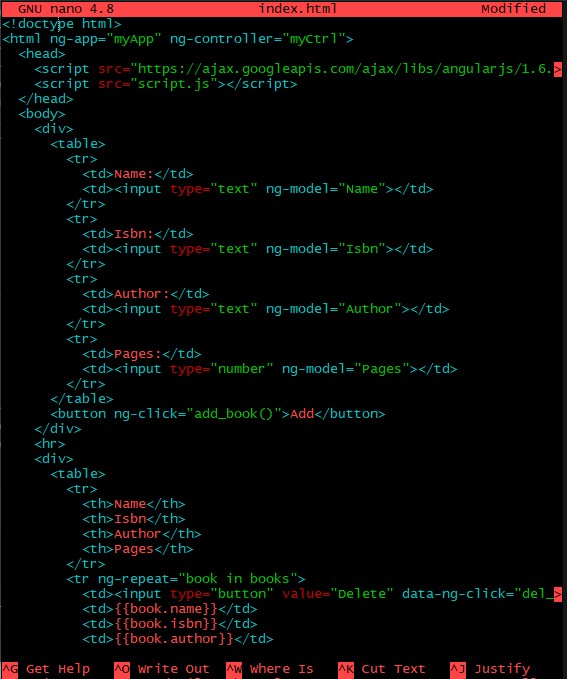 GNU nano 4.8 index.html Modified
<!doctype html>
<html ng-app="myApp" ng-controller="myCtrl">
  <head>
    <script src="https://ajax.googleapis.com/ajax/libs/angularjs/1.6.>
    <script src="script.js"></script>
  </head>
  <body>
    <div>
      <table>
        <tr>
          <td>Name:</td>
          <td><input type="text" ng-model="Name"></td>
        </tr>
        <tr>
          <td>Isbn:</td>
          <td><input type="text" ng-model="Isbn"></td>
        </tr>
        <tr>
          <td>Author:</td>
          <td><input type="text" ng-model="Author"></td>
        </tr>
        <tr>
          <td>Pages:</td>
          <td><input type="number" ng-model="Pages"></td>
        </tr>
      </table>
      <button ng-click="add_book()">Add</button>
    </div>
    <hr>
    <div>
      <table>
        <tr>
          <th>Name</th>
          <th>Isbn</th>
          <th>Author</th>
          <th>Pages</th>
        </tr>
        <tr ng-repeat="book in books">
          <td><input type="button" value="Delete" data-ng-click="del_>
          <td>{{book.name}}</td>
          <td>{{book.isbn}}</td>
          <td>{{book.author}}</td>
^G Get Help ^O Write Out ^W Where Is ^K Cut Text ^J Justify